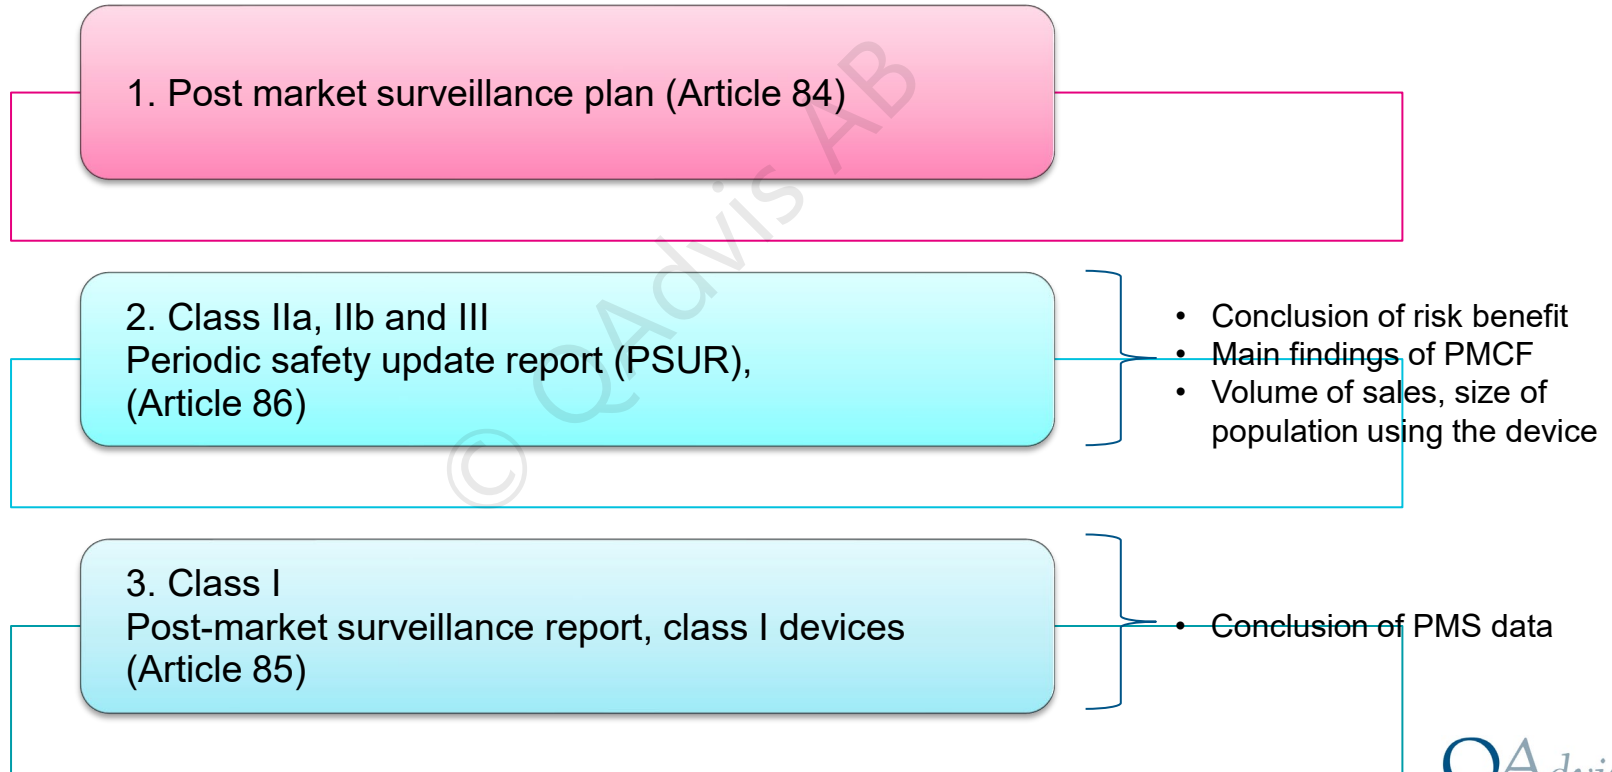 1. Post market surveillance plan (Article 84)
2. Class IIa, IIb and III
Periodic safety update report (PSUR),
(Article 86)
• Conclusion of risk benefit
• Main findings of PMCF
• Volume of sales, size of
population using the device
3. Class I
Post-market surveillance report, class I devices
(Article 85)
• Conclusion of PMS data
© QAdvis AB